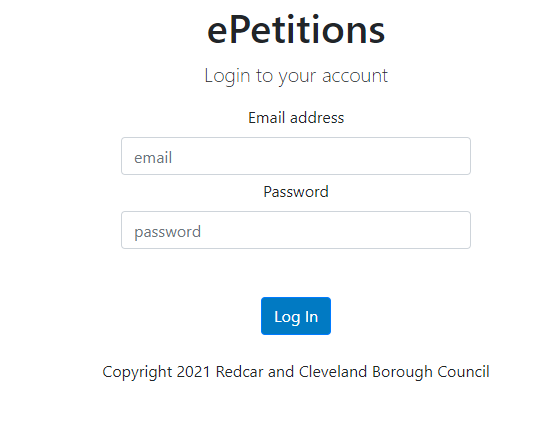 ePetitions
Login to your account
Email address
email
Password
password
Log In
Copyright 2021 Redcar and Cleveland Borough Council